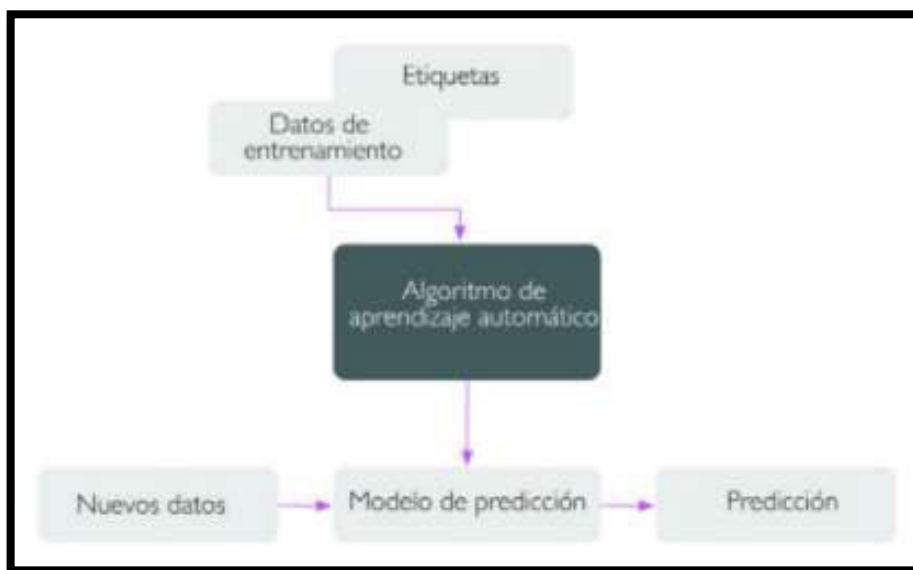 Etiquetas
Datos de
entrenamiento
Algoritmo de
aprendizaje automático
Nuevos datos
Modelo de predicción
Predicción